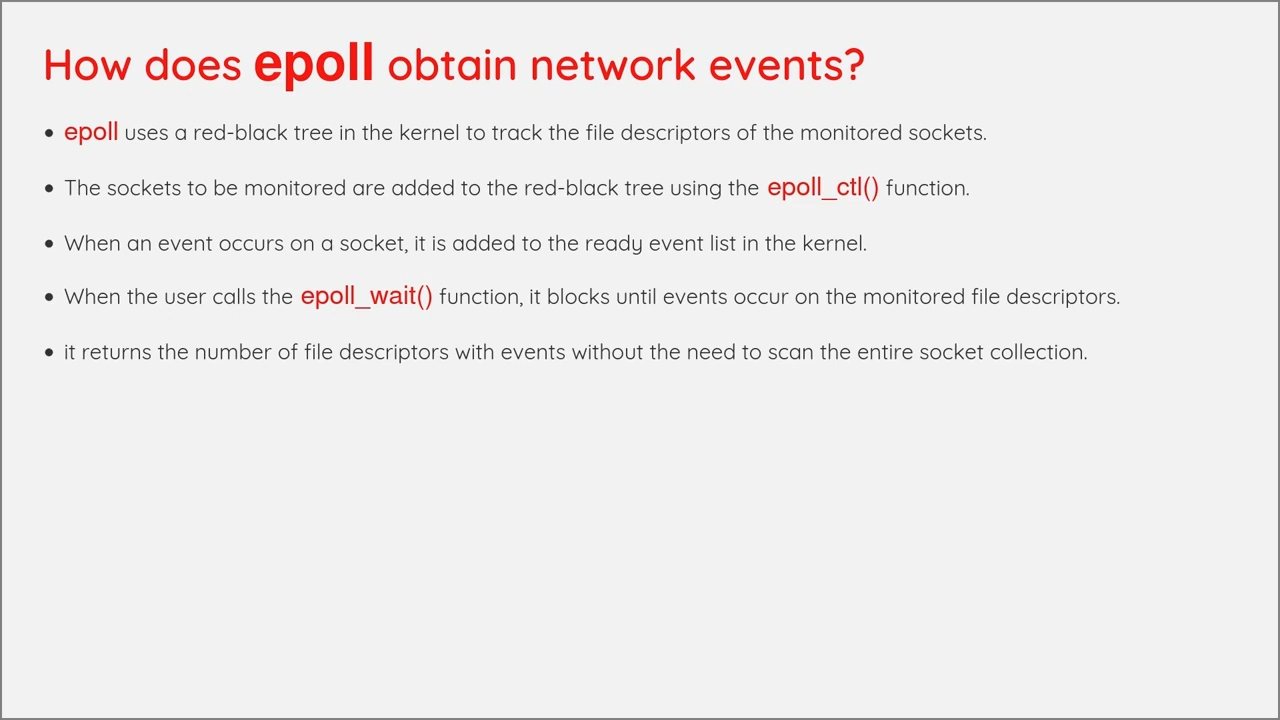 How does epoll obtain network events?
• epoll uses a red-black tree in the kernel to track the file descriptors of the monitored sockets.
• The sockets to be monitored are added to the red-black tree using the epoll_ctl() function.
• When an event occurs on a socket, it is added to the ready event list in the kernel.
• When the user calls the epoll_wait() function, it blocks until events occur on the monitored file descriptors.
• it returns the number of file descriptors with events without the need to scan the entire socket collection.